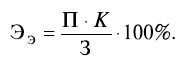 Э_Э = (П · К) / З · 100%.